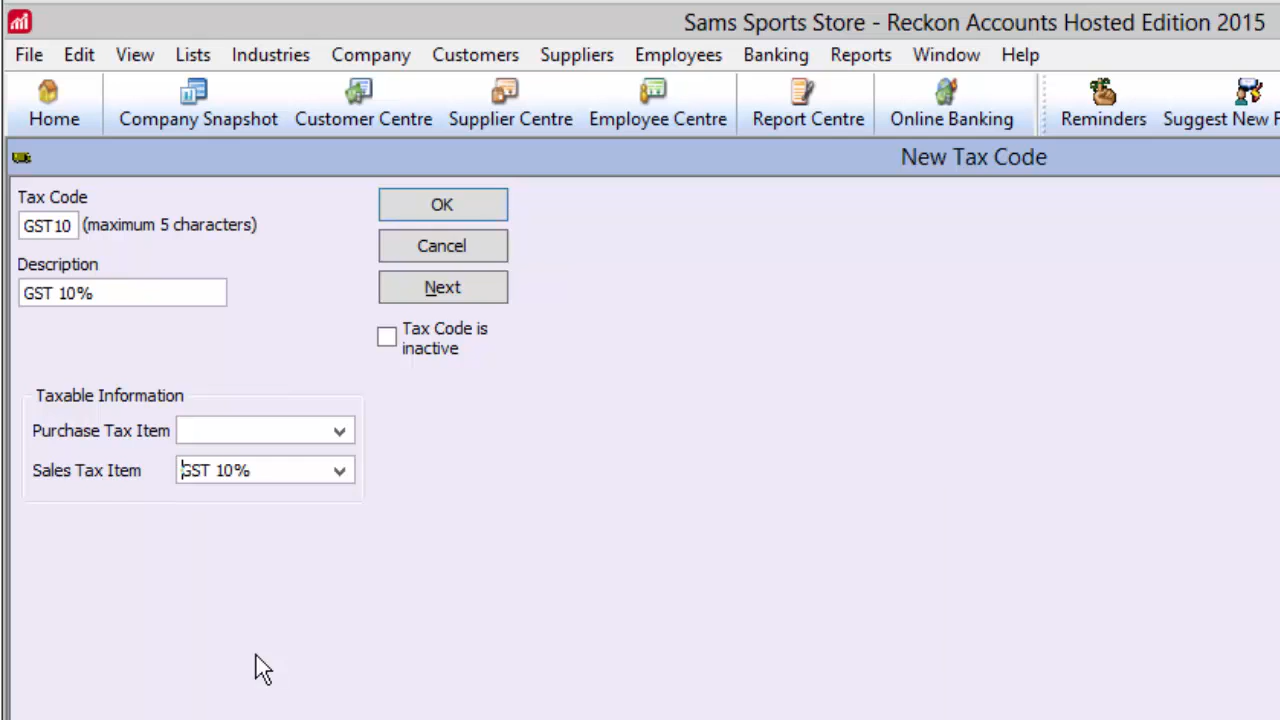 Sams Sports Store - Reckon Accounts Hosted Edition 2015
File Edit View Lists Industries Company Customers Suppliers Employees Banking Reports Window Help
Home Company Snapshot Customer Centre Supplier Centre Employee Centre Report Centre Online Banking Reminders Suggest New F
New Tax Code
Tax Code
GST10 (maximum 5 characters)
OK
Cancel
Description
GST 10%
Next
Tax Code is
inactive
Taxable Information
Purchase Tax Item
Sales Tax Item GST 10%